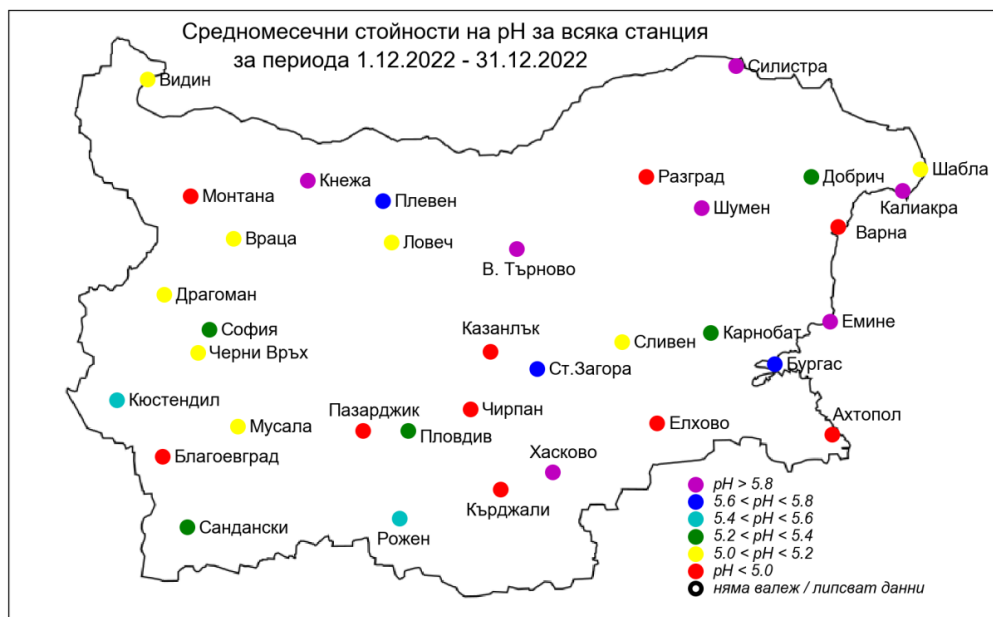 Средномесечни стойности на pH за всяка станция
за периода 1.12.2022 - 31.12.2022
Силистра
Видин
Шабла
Разград
Добрич
Кнежа
Монтана
Плевен
Калиакра
Шумен
Варна
Враца
Ловеч
В. Търново
Драгоман
Емине
София
Казанлък
Карнобат
Сливен
Черни Връх
Ст.Загора
Бургас
Кюстендил
Пазарджик
Чирпан
Ахтопол
Мусала
Пловдив
Елхово
Благоевград
Хасково
Кърджали
Сандански
Рожен
pH > 5.8
5.6 < pH < 5.8
5.4 < pH < 5.6
5.2 < pH < 5.4
5.0 < pH < 5.2
pH < 5.0
няма валеж / липсват данни